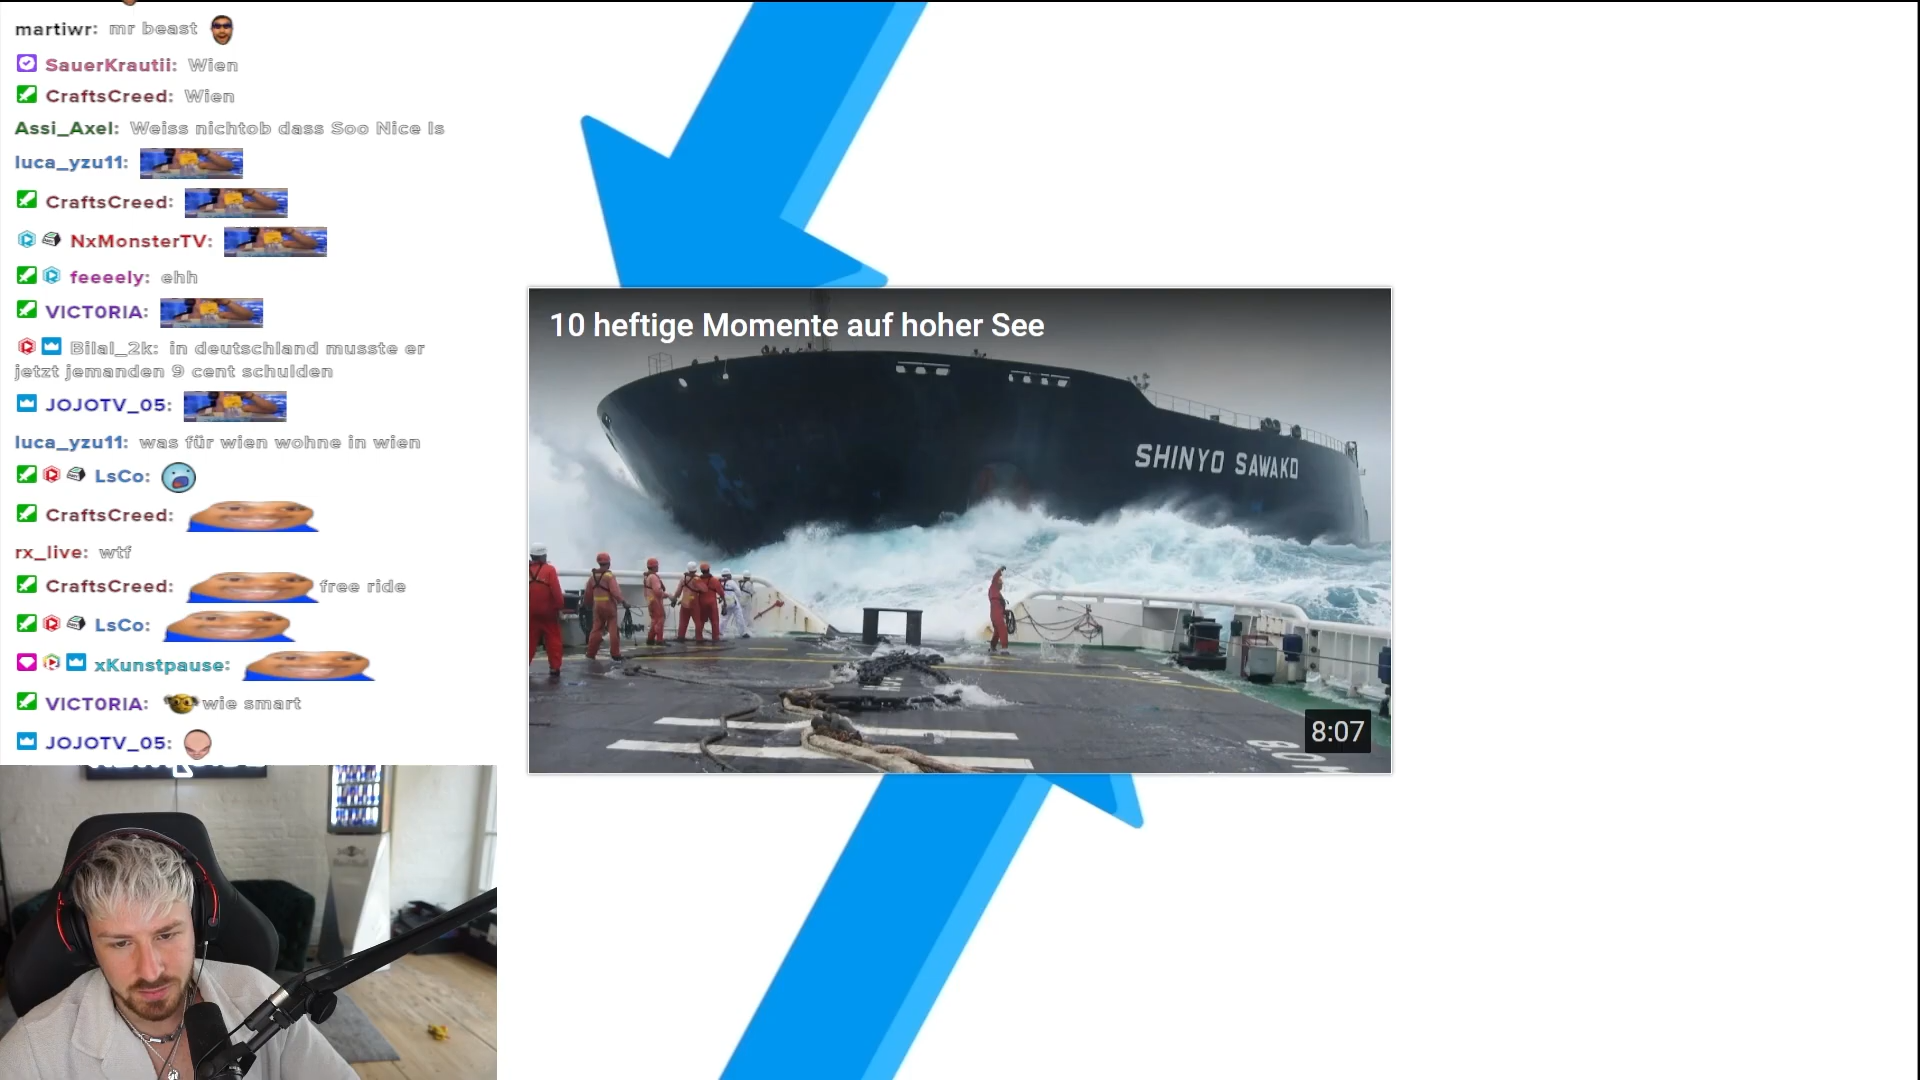 martiwr: mr beast
SauerKrautii: Wien
CraftsCreed: Wien
Assi_Axel: Weiss nichtob dass Soo Nice Is
luca_yzu11:
CraftsCreed:
NxMonsterTV:
feeeely: ehh
VICT0RIA:
Bilal_2k: in deutschland musste er
jetzt jemanden 9 cent schulden
JOJOTV_05:
luca_yzu11: was für wien wohne in wien
LsCo:
CraftsCreed:
rx_live: wtf
CraftsCreed: free ride
LsCo:
xKunstpause:
VICT0RIA: wie smart
JOJOTV_05:
10 heftige Momente auf hoher See
SHINYO SAWAKO
8:07